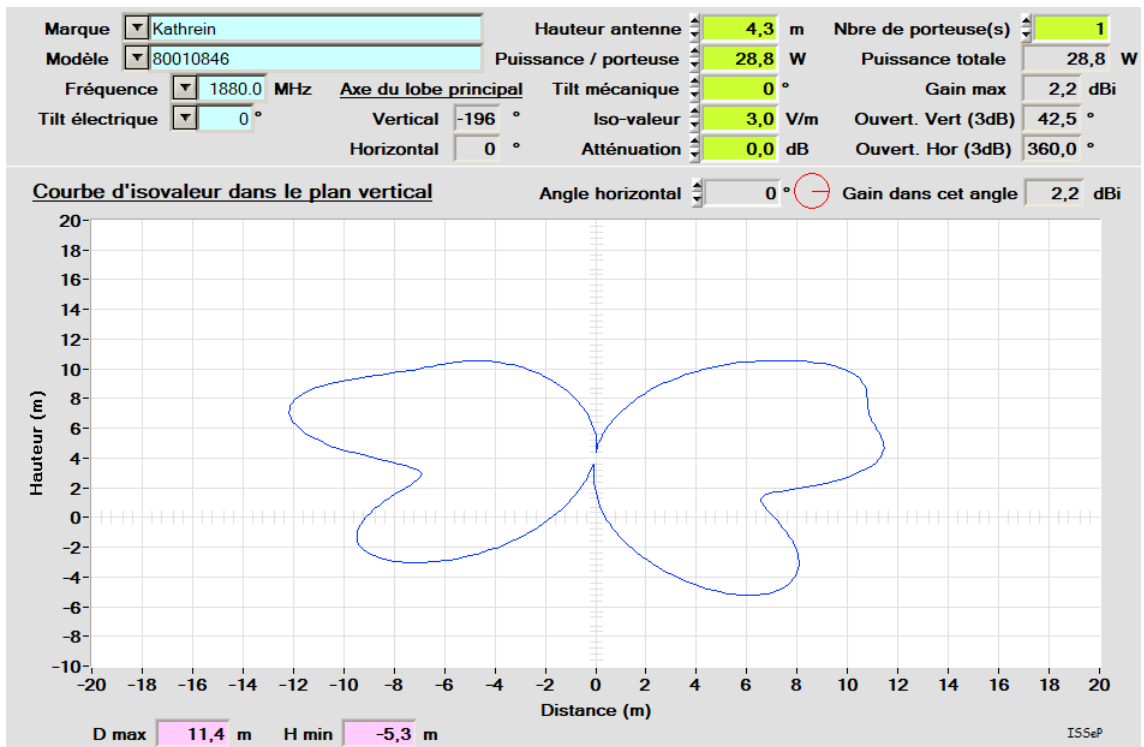 Marque Kathrein Hauteur antenne 4,3 m Nbre de porteuse(s) 1
Modèle 80010846 Puissance / porteuse 28,8 W Puissance totale 28,8 W
Fréquence 1880.0 MHz Axe du lobe principal Tilt mécanique 0 ° Gain max 2,2 dBi
Tilt électrique 0 ° Vertical -196 ° Iso-valeur 3,0 V/m Ouvert. Vert (3dB) 42,5 °
Horizontal 0 ° Atténuation 0,0 dB Ouvert. Hor (3dB) 360,0 °
Courbe d'isovaleur dans le plan vertical Angle horizontal 0 ° Gain dans cet angle 2,2 dBi
20
18
16
14
12
10
8
6
4
2
0
-2
-4
-6
-8
-10
Hauteur (m)
-20 -18 -16 -14 -12 -10 -8 -6 -4 -2 0 2 4 6 8 10 12 14 16 18 20
Distance (m)
D max 11,4 m H min -5,3 m ISSeP